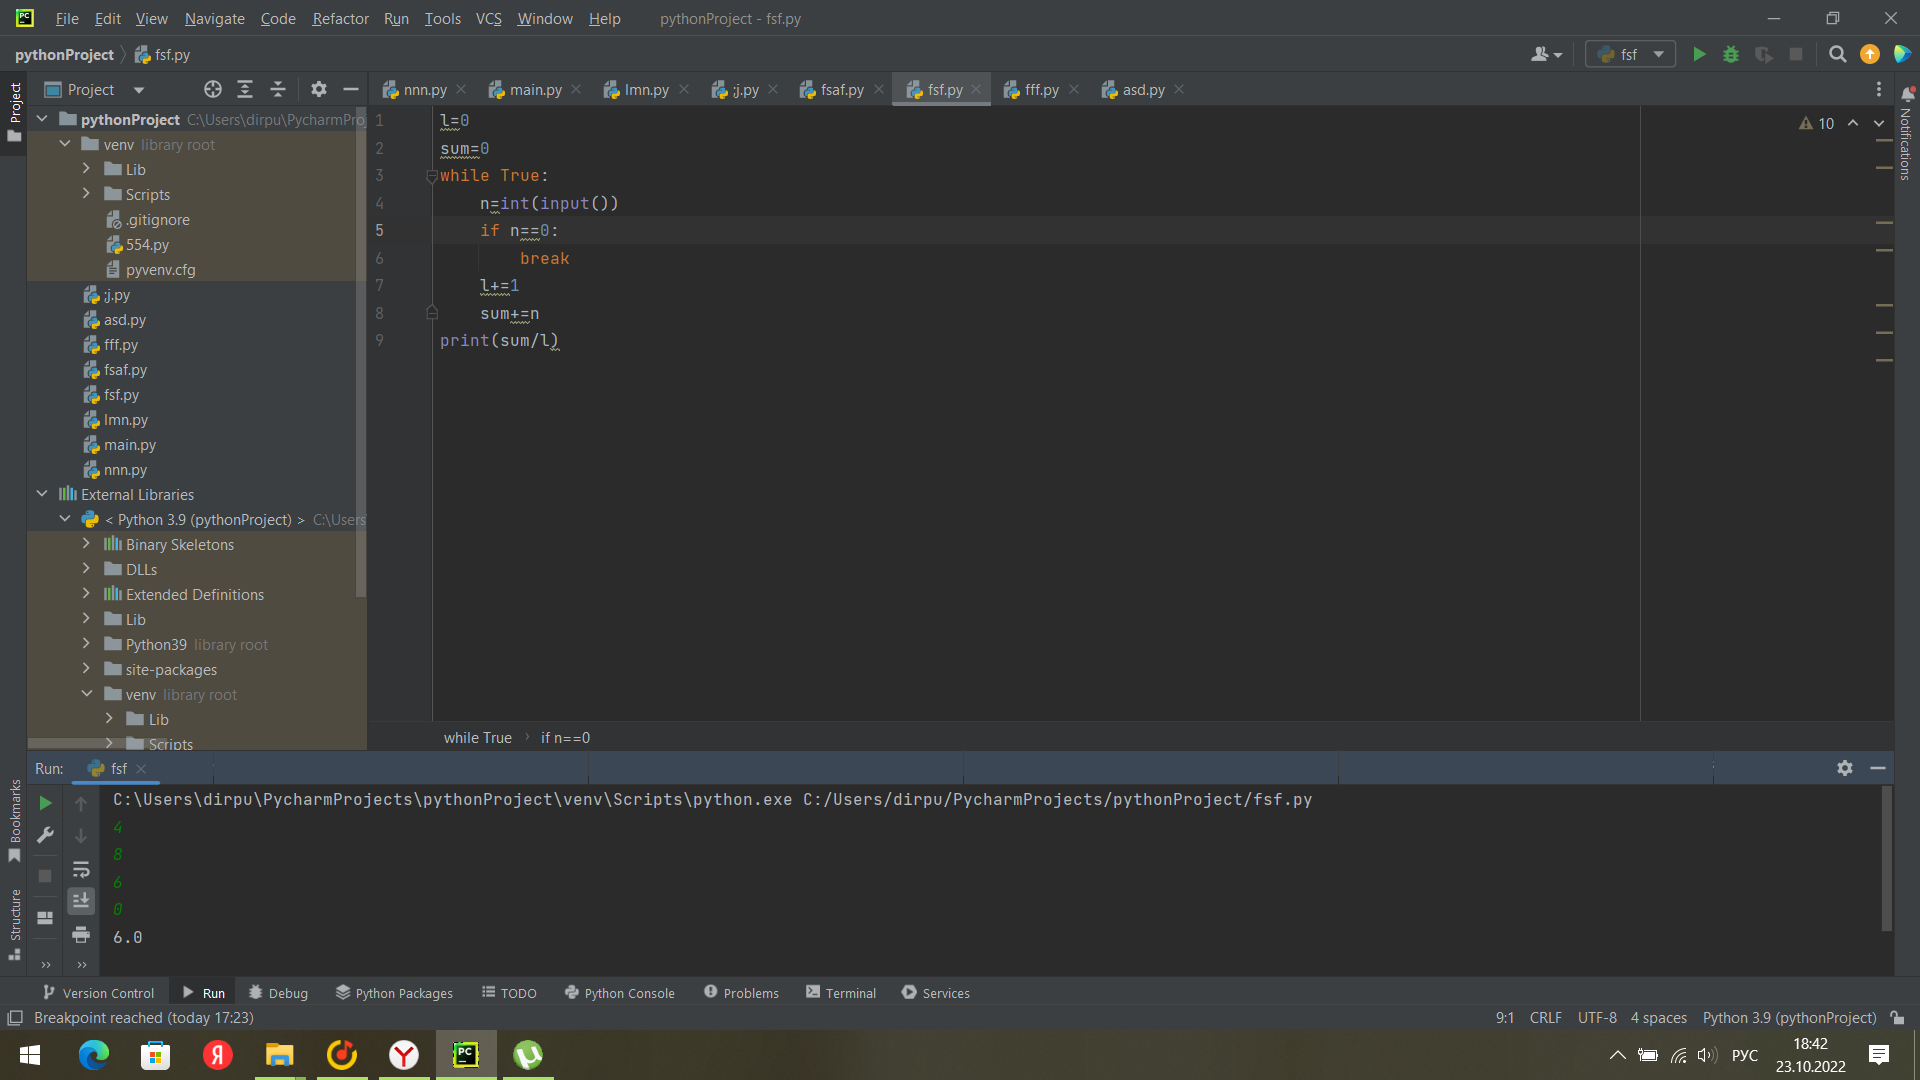 File Edit View Navigate Code Refactor Run Tools VCS Window Help pythonProject - fsf.py
pythonProject fsf.py fsf
Project
Project
nnn.py main.py lmn.py ;j.py fsaf.py fsf.py fff.py asd.py
Notifications
pythonProject C:\Users\dirpu\PycharmPro
venv library root
Lib
Scripts
.gitignore
554.py
pyvenv.cfg
;j.py
asd.py
fff.py
fsaf.py
fsf.py
lmn.py
main.py
nnn.py
External Libraries
< Python 3.9 (pythonProject) > C:\Users
Binary Skeletons
DLLs
Extended Definitions
Lib
Python39 library root
site-packages
venv library root
Lib
Scripts
10
1 l=0
2 sum=0
3 while True:
4 n=int(input())
5 if n==0:
6 break
7 l+=1
8 sum+=n
9 print(sum/l)
while True if n==0
Run: fsf
Bookmarks
Structure
C:\Users\dirpu\PycharmProjects\pythonProject\venv\Scripts\python.exe C:/Users/dirpu/PycharmProjects/pythonProject/fsf.py
4
8
6
0
6.0
Version Control Run Debug Python Packages TODO Python Console Problems Terminal Services
Breakpoint reached (today 17:23) 9:1 CRLF UTF-8 4 spaces Python 3.9 (pythonProject)
РУС 18:42
23.10.2022